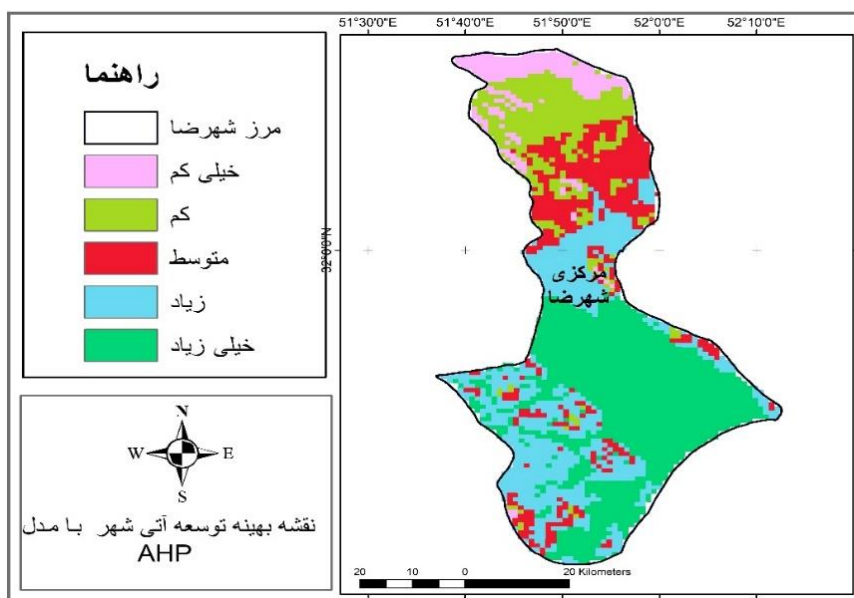 راهنما
مرز شهرضا
خیلی کم
کم
متوسط
زیاد
خیلی زیاد
N
W E
S
نقشه بهینه توسعه آتی شهر با مدل
AHP
51°30'0"E 51°40'0"E 51°50'0"E 52°0'0"E 52°10'0"E
32°0'0"N
مرکزی
شهرضا
20 10 0 20 Kilometers